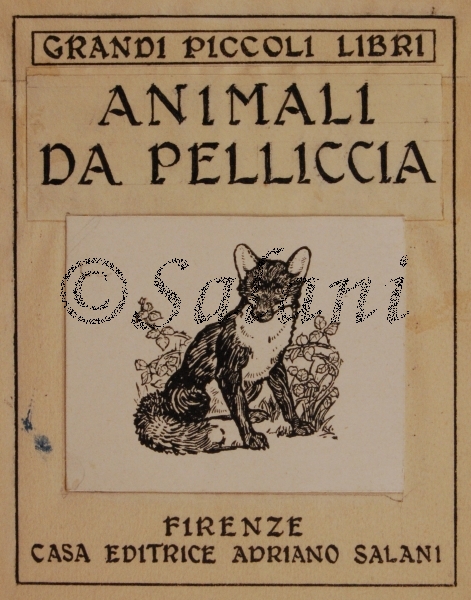 GRANDI PICCOLI LIBRI
ANIMALI
DA PELLICCIA
© Salani
FIRENZE
CASA EDITRICE ADRIANO SALANI